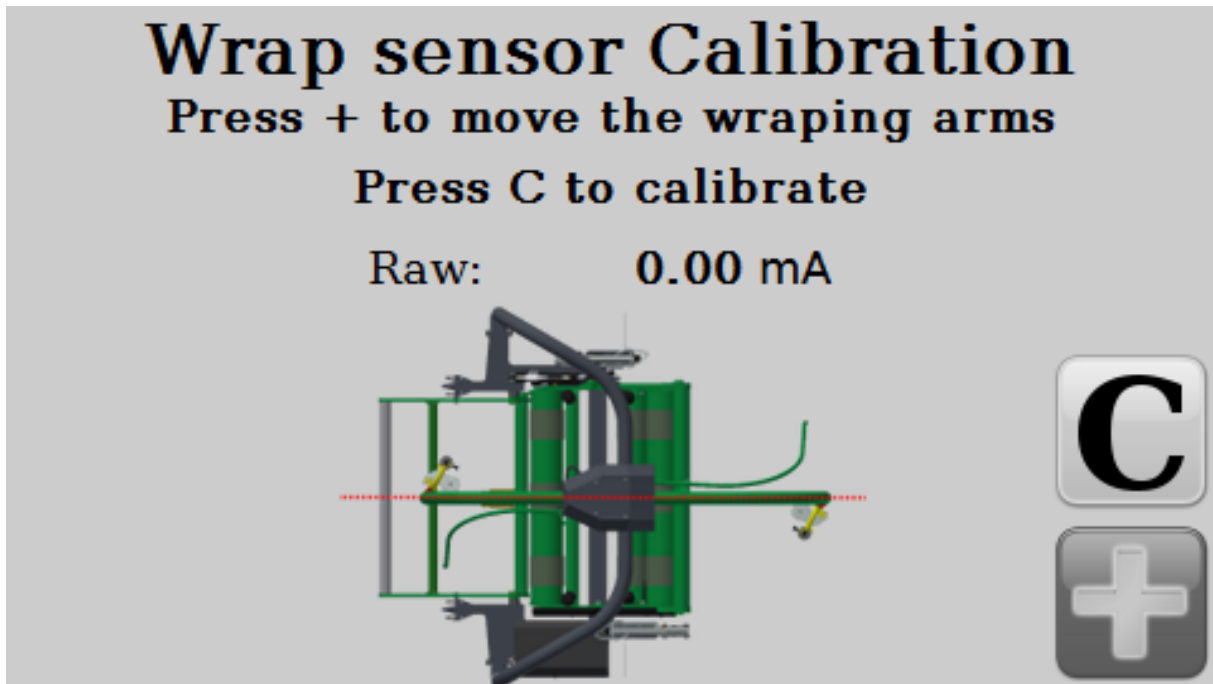 Wrap sensor Calibration
Press + to move the wraping arms
Press C to calibrate
Raw: 0.00 mA
C